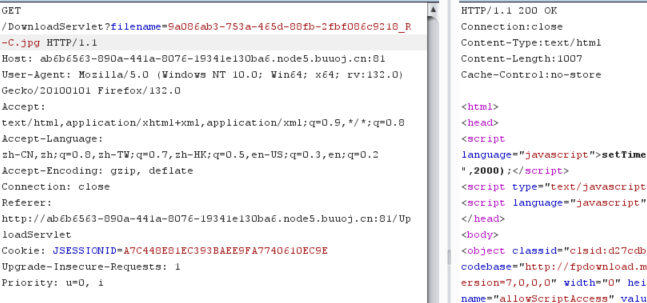 GET
/DownloadServlet?filename=9a086ab3-753a-465d-88fb-2fbf086c9218_R
-C.jpg HTTP/1.1
Host: ab6b6563-890a-441a-8076-19341e130ba6.node5.buuoj.cn:81
User-Agent: Mozilla/5.0 (Windows NT 10.0; Win64; x64; rv:132.0)
Gecko/20100101 Firefox/132.0
Accept:
text/html,application/xhtml+xml,application/xml;q=0.9,*/*;q=0.8
Accept-Language:
zh-CN,zh;q=0.8,zh-TW;q=0.7,zh-HK;q=0.5,en-US;q=0.3,en;q=0.2
Accept-Encoding: gzip, deflate
Connection: close
Referer:
http://ab6b6563-890a-441a-8076-19341e130ba6.node5.buuoj.cn:81/Up
loadServlet
Cookie: JSESSIONID=A7C448E81EC393BAEE9FA7740610EC9E
Upgrade-Insecure-Requests: 1
Priority: u=0, i
HTTP/1.1 200 OK
Connection:close
Content-Type:text/html
Content-Length:1007
Cache-Control:no-store
<html>
<head>
<script
language="javascript">setTime
",2000);</script>
<script type="text/javascript
<script language="javascript"
</head>
<body>
<object classid="clsid:d27cdb
codebase="http://fpdownload.m
ersion=7,0,0,0" width="0" hei
name="allowScriptAccess" valu